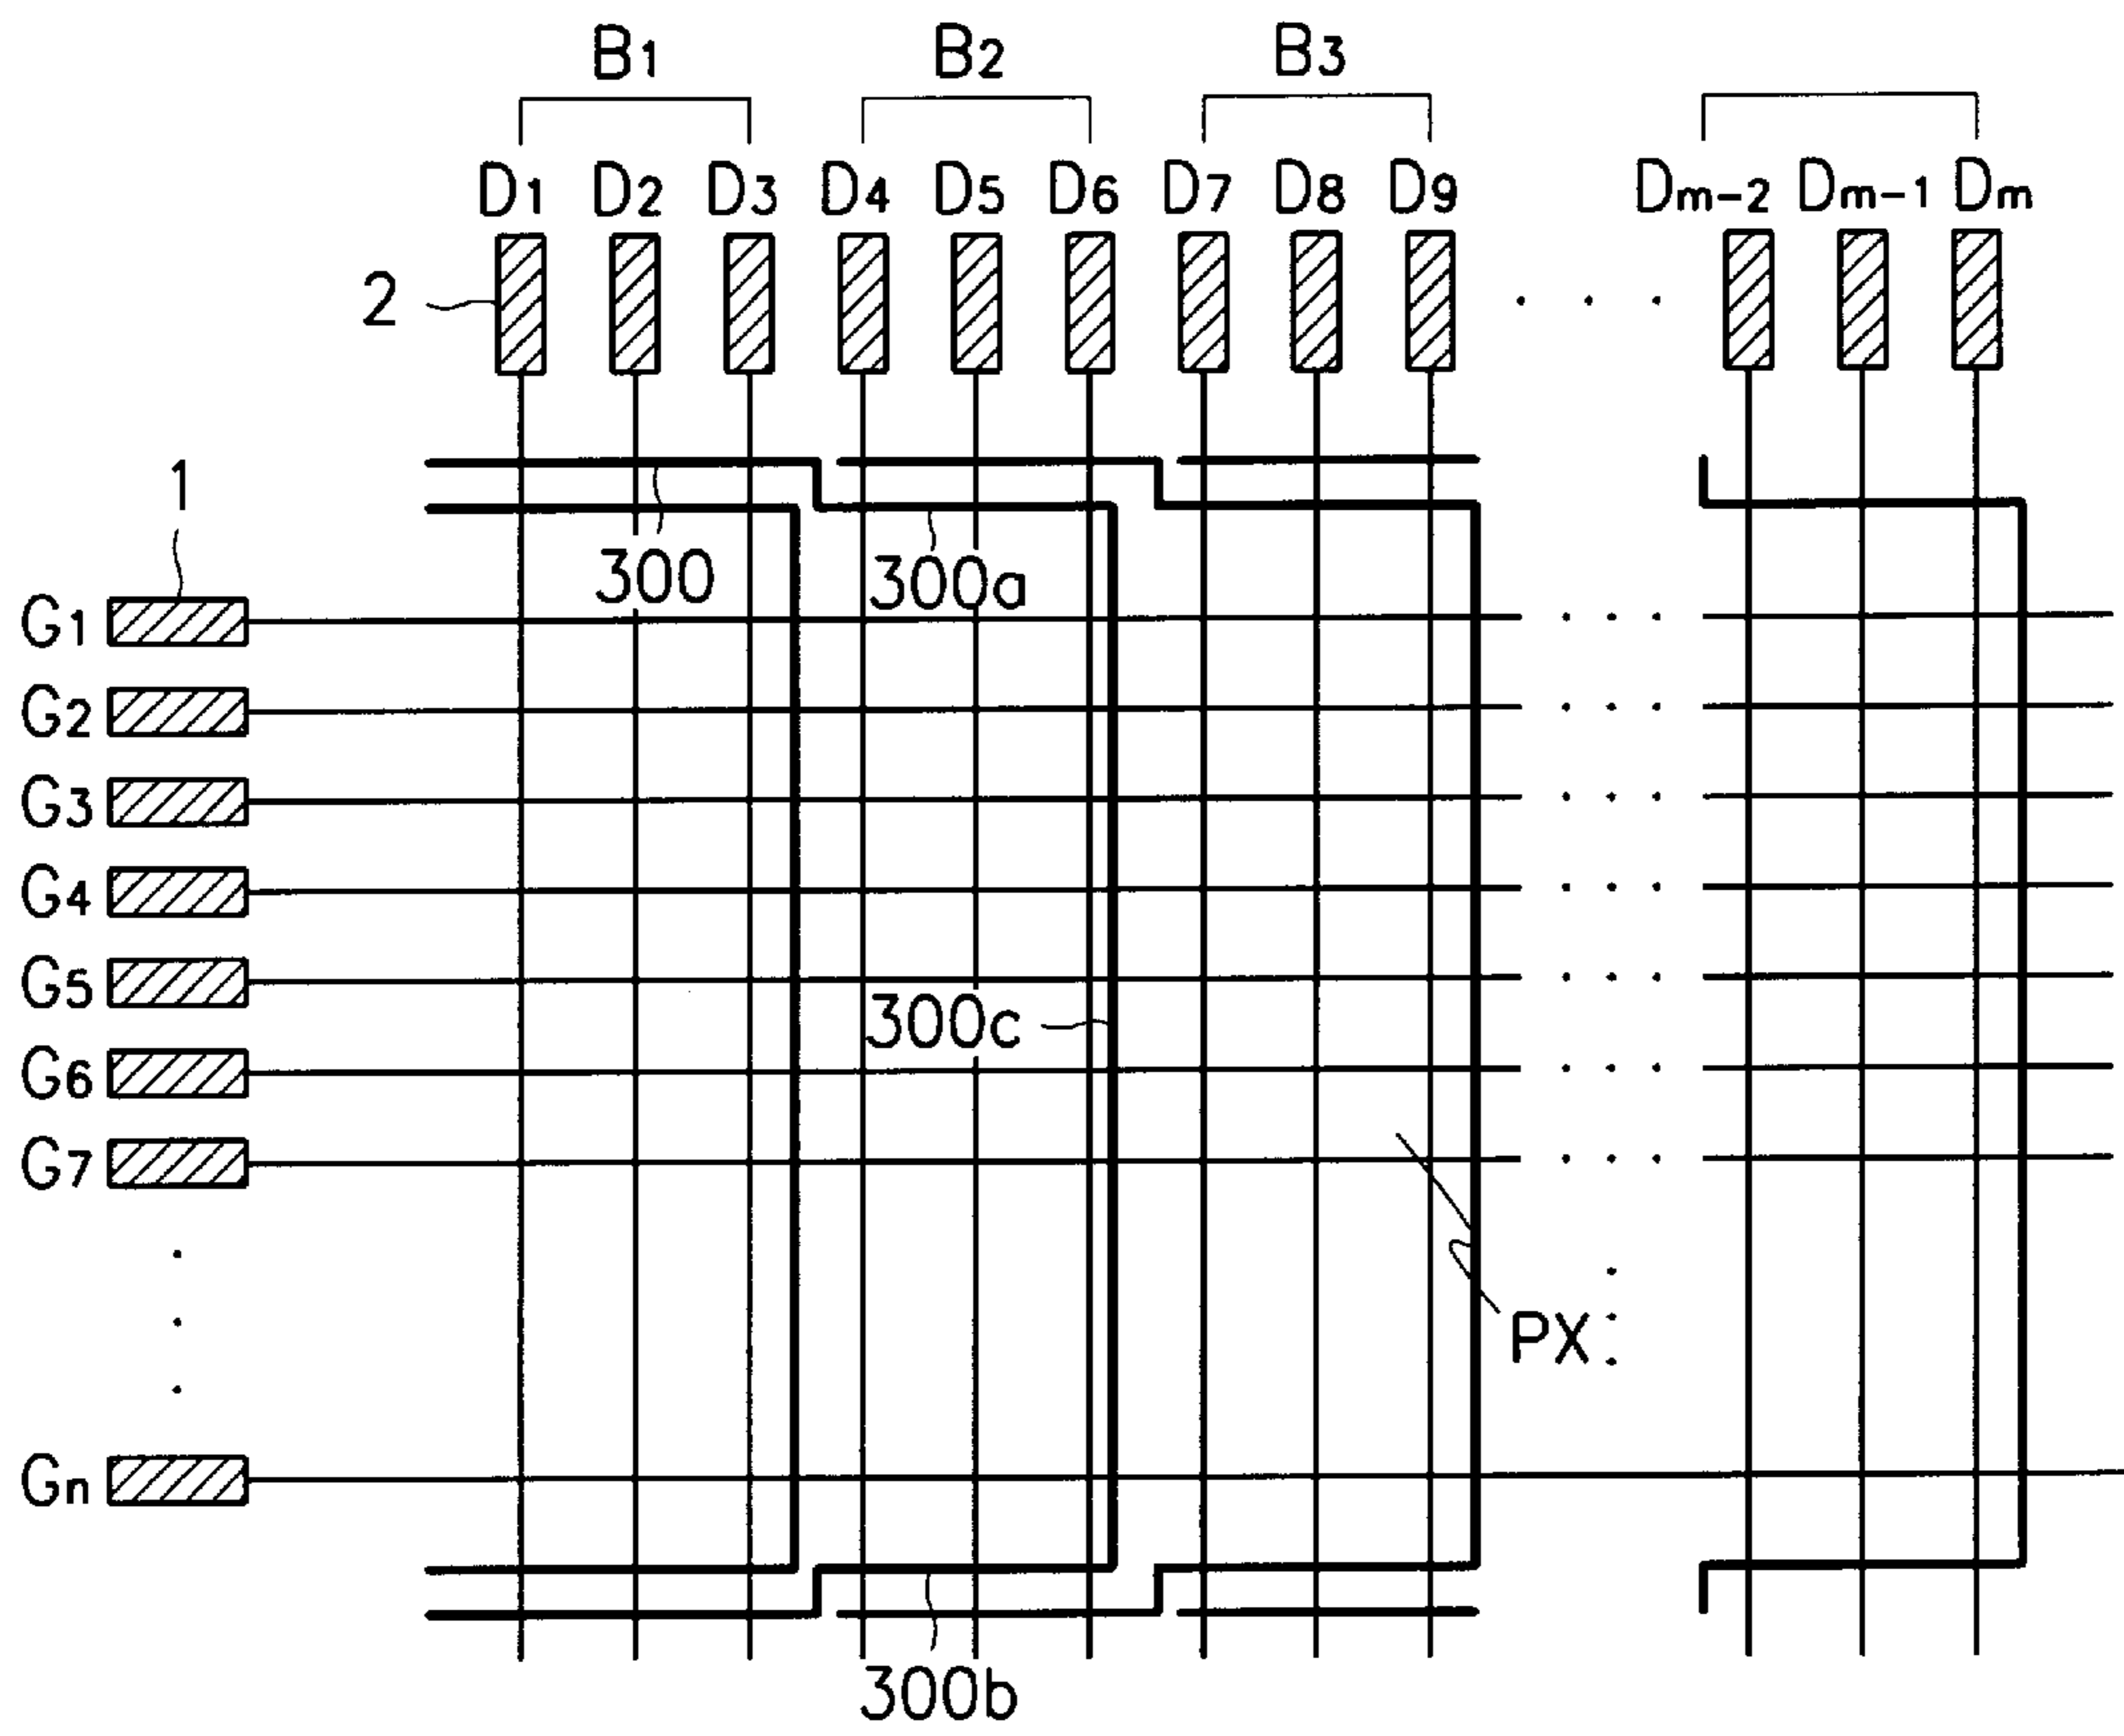 B1 B2 B3
D1 D2 D3 D4 D5 D6 D7 D8 D9 Dm-2 Dm-1 Dm
2
1
300 300a
G1
G2
G3
G4
G5
300c
G6
G7
PX
Gn
300b